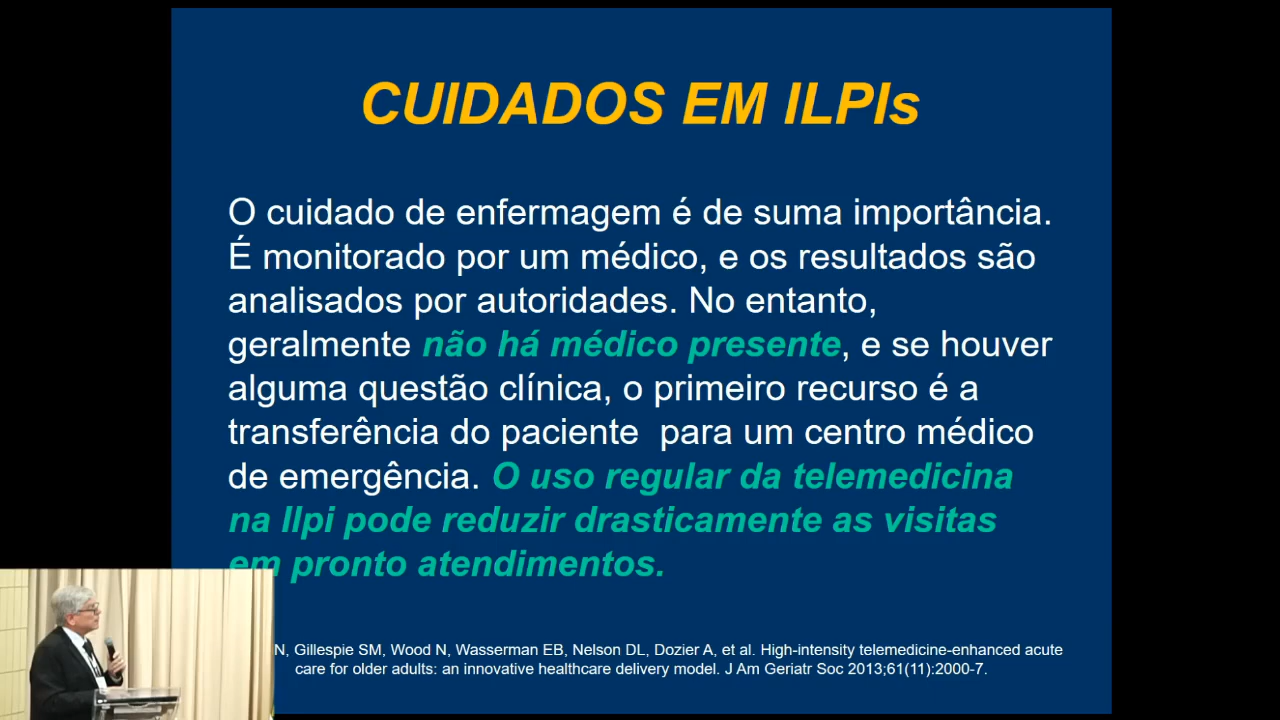 CUIDADOS EM ILPIs
O cuidado de enfermagem é de suma importância.
É monitorado por um médico, e os resultados são
analisados por autoridades. No entanto,
geralmente não há médico presente, e se houver
alguma questão clínica, o primeiro recurso é a
transferência do paciente para um centro médico
de emergência. O uso regular da telemedicina
na Ilpi pode reduzir drasticamente as visitas
em pronto atendimentos.
N, Gillespie SM, Wood N, Wasserman EB, Nelson DL, Dozier A, et al. High-intensity telemedicine-enhanced acute
care for older adults: an innovative healthcare delivery model. J Am Geriatr Soc 2013;61(11):2000-7.